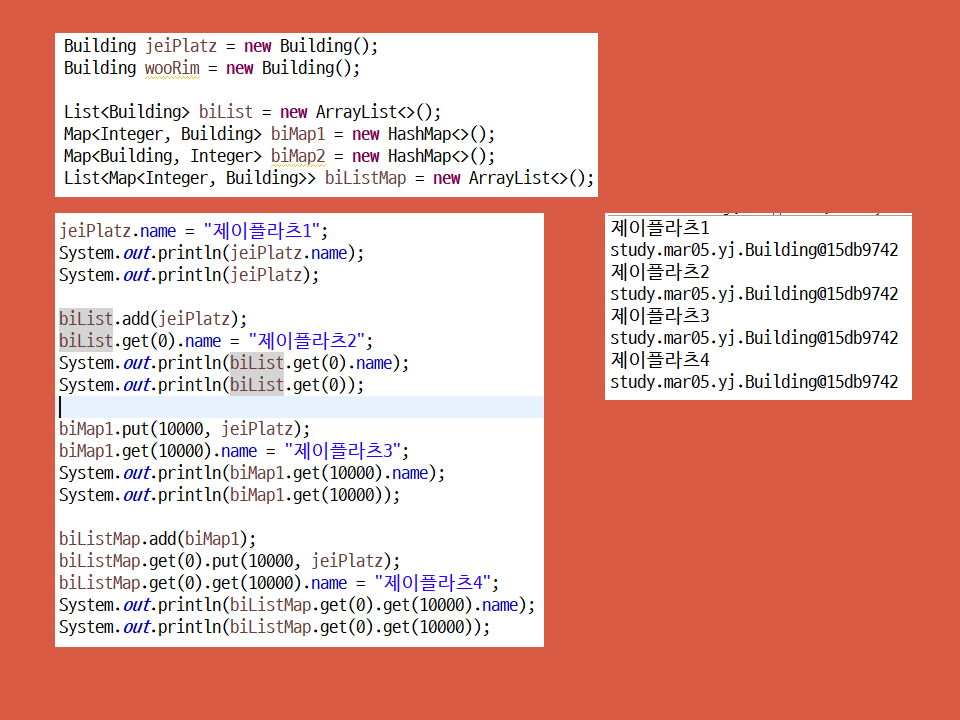 Building jeiPlatz = new Building();
Building wooRim = new Building();
List<Building> biList = new ArrayList<>();
Map<Integer, Building> biMap1 = new HashMap<>();
Map<Building, Integer> biMap2 = new HashMap<>();
List<Map<Integer, Building>> biListMap = new ArrayList<>();
jeiPlatz.name = "제이플라츠1";
System.out.println(jeiPlatz.name);
System.out.println(jeiPlatz);
biList.add(jeiPlatz);
biList.get(0).name = "제이플라츠2";
System.out.println(biList.get(0).name);
System.out.println(biList.get(0));
biMap1.put(10000, jeiPlatz);
biMap1.get(10000).name = "제이플라츠3";
System.out.println(biMap1.get(10000).name);
System.out.println(biMap1.get(10000));
biListMap.add(biMap1);
biListMap.get(0).put(10000, jeiPlatz);
biListMap.get(0).get(10000).name = "제이플라츠4";
System.out.println(biListMap.get(0).get(10000).name);
System.out.println(biListMap.get(0).get(10000));
제이플라츠1
study.mar05.yj.Building@15db9742
제이플라츠2
study.mar05.yj.Building@15db9742
제이플라츠3
study.mar05.yj.Building@15db9742
제이플라츠4
study.mar05.yj.Building@15db9742